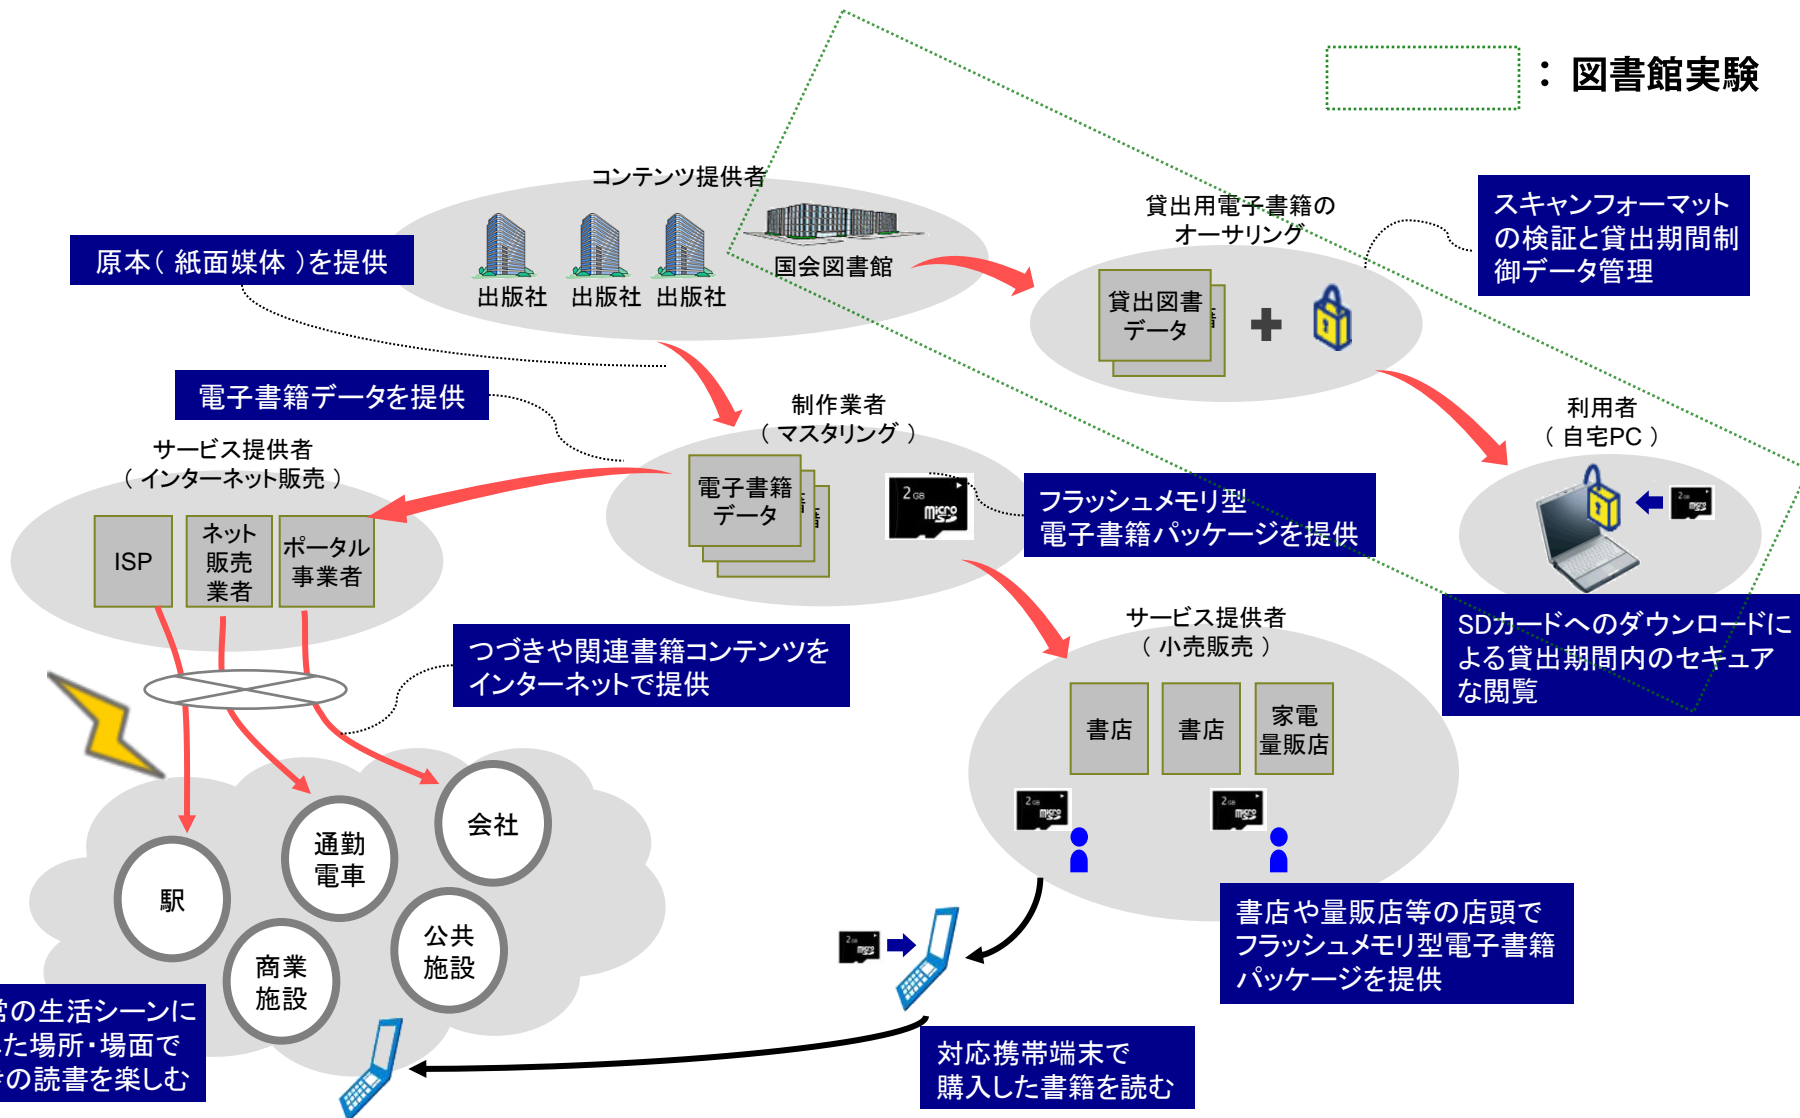 ： 図書館実験
コンテンツ提供者
出版社
出版社
出版社
国会図書館
原本（ 紙面媒体 ）を提供
貸出用電子書籍の
オーサリング
貸出図書
データ
スキャンフォーマット
の検証と貸出期間制
御データ管理
電子書籍データを提供
制作業者
（ マスタリング ）
電子書籍
データ
2 GB
micro
SD
フラッシュメモリ型
電子書籍パッケージを提供
利用者
（ 自宅PC ）
SDカードへのダウンロードに
よる貸出期間内のセキュア
な閲覧
サービス提供者
（ インターネット販売 ）
ISP
ネット
販売
業者
ポータル
事業者
つづきや関連書籍コンテンツを
インターネットで提供
サービス提供者
（ 小売販売 ）
書店
書店
家電
量販店
書店や量販店等の店頭で
フラッシュメモリ型電子書籍
パッケージを提供
駅
通勤
電車
会社
商業
施設
公共
施設
常の生活シーンに
た場所・場面で
の読書を楽しむ
対応携帯端末で
購入した書籍を読む